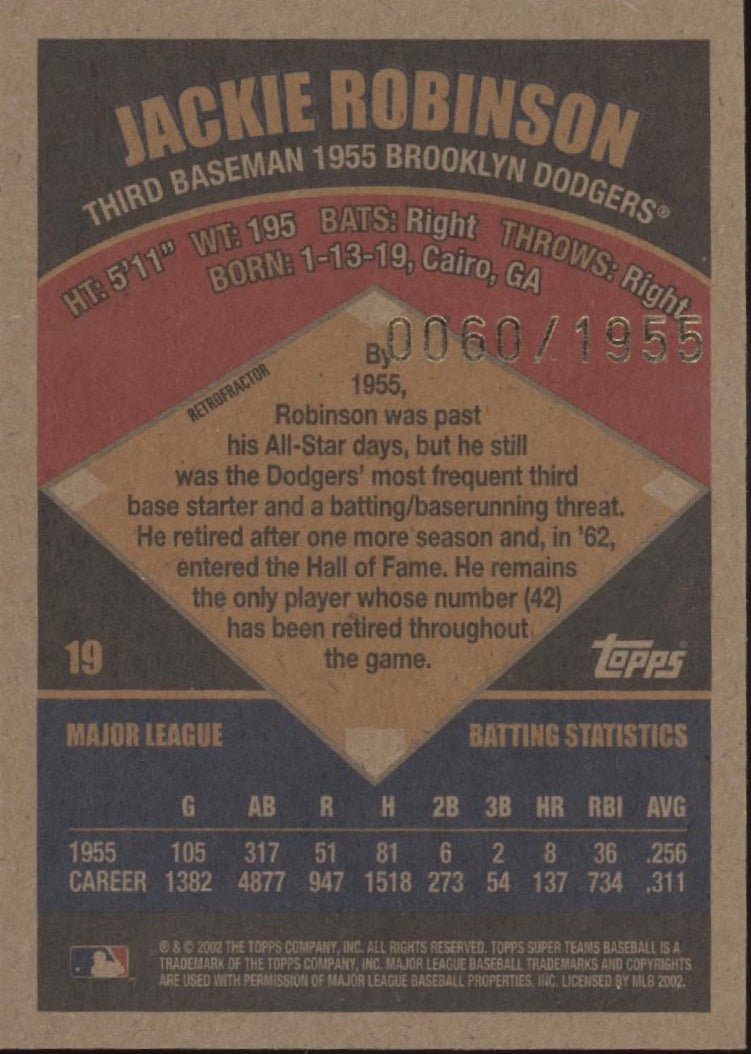 JACKIE ROBINSON
THIRD BASEMAN 1955 BROOKLYN DODGERS®
HT: 5'11" WT: 195 BATS: Right THROWS: Right
BORN: 1-13-19, Cairo, GA
0060/1955
RETROFRACTOR
By
1955,
Robinson was past
his All-Star days, but he still
was the Dodgers' most frequent third
base starter and a batting/baserunning threat.
He retired after one more season and, in '62,
entered the Hall of Fame. He remains
the only player whose number (42)
has been retired throughout
the game.
19
topps®
MAJOR LEAGUE BATTING STATISTICS
G AB R H 2B 3B HR RBI AVG
1955 105 317 51 81 6 2 8 36 .256
CAREER 1382 4877 947 1518 273 54 137 734 .311
® & © 2002 THE TOPPS COMPANY, INC. ALL RIGHTS RESERVED. TOPPS SUPER TEAMS BASEBALL IS A
TRADEMARK OF THE TOPPS COMPANY, INC. MAJOR LEAGUE BASEBALL TRADEMARKS AND COPYRIGHTS
ARE USED WITH PERMISSION OF MAJOR LEAGUE BASEBALL PROPERTIES, INC. LICENSED BY MLB 2002.